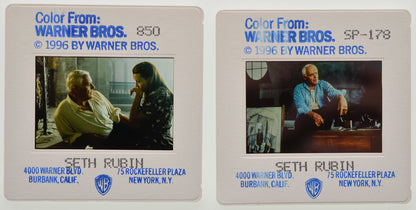 Color From:
WARNER BROS. 850
© 1996 BY WARNER BROS.
SETH RUBIN
4000 WARNER BLVD. 75 ROCKEFELLER PLAZA
BURBANK, CALIF. WB NEW YORK, N.Y.
Color From:
WARNER BROS. SP-178
© 1996 BY WARNER BROS.
SETH RUBIN
4000 WARNER BLVD. 75 ROCKEFELLER PLAZA
BURBANK, CALIF. WB NEW YORK, N.Y.